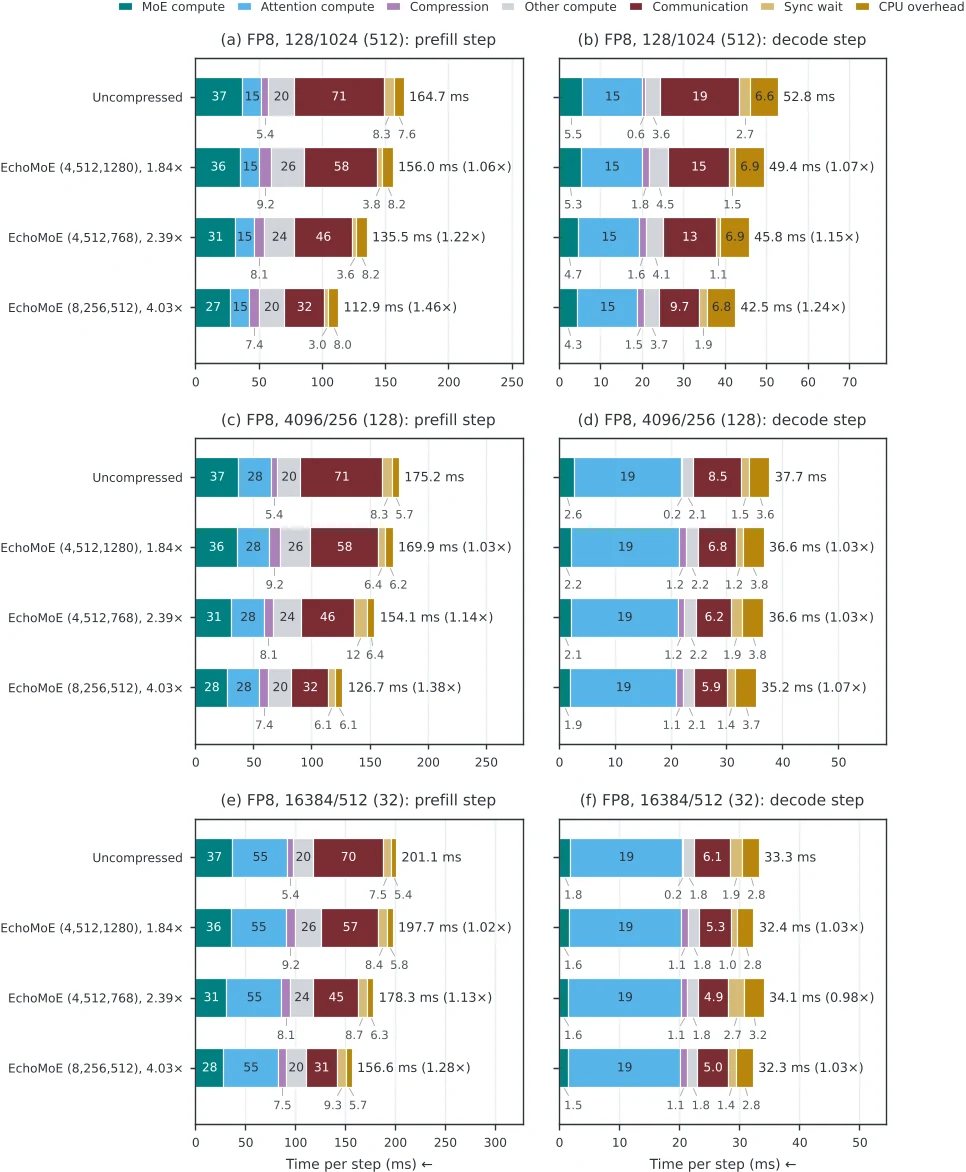 MoE compute Attention compute Compression Other compute Communication Sync wait CPU overhead
(a) FP8, 128/1024 (512): prefill step
Uncompressed 37 15 20 71 164.7 ms
5.4 8.3 7.6
EchoMoE (4,512,1280), 1.84× 36 15 26 58 156.0 ms (1.06×)
9.2 3.8 8.2
EchoMoE (4,512,768), 2.39× 31 15 24 46 135.5 ms (1.22×)
8.1 3.6 8.2
EchoMoE (8,256,512), 4.03× 27 15 20 32 112.9 ms (1.46×)
7.4 3.0 8.0
0 50 100 150 200 250
(b) FP8, 128/1024 (512): decode step
15 19 6.6 52.8 ms
5.5 0.6 3.6 2.7
15 15 6.9 49.4 ms (1.07×)
5.3 1.8 4.5 1.5
15 13 6.9 45.8 ms (1.15×)
4.7 1.6 4.1 1.1
15 9.7 6.8 42.5 ms (1.24×)
4.3 1.5 3.7 1.9
0 10 20 30 40 50 60 70
(c) FP8, 4096/256 (128): prefill step
Uncompressed 37 28 20 71 175.2 ms
5.4 8.3 5.7
EchoMoE (4,512,1280), 1.84× 36 28 26 58 169.9 ms (1.03×)
9.2 6.4 6.2
EchoMoE (4,512,768), 2.39× 31 28 24 46 154.1 ms (1.14×)
8.1 12 6.4
EchoMoE (8,256,512), 4.03× 28 28 20 32 126.7 ms (1.38×)
7.4 6.1 6.1
0 50 100 150 200 250
(d) FP8, 4096/256 (128): decode step
19 8.5 37.7 ms
2.6 0.2 2.1 1.5 3.6
19 6.8 36.6 ms (1.03×)
2.2 1.2 2.2 1.2 3.8
19 6.2 36.6 ms (1.03×)
2.1 1.2 2.2 1.9 3.8
19 5.9 35.2 ms (1.07×)
1.9 1.1 2.1 1.4 3.7
0 10 20 30 40 50
(e) FP8, 16384/512 (32): prefill step
Uncompressed 37 55 20 70 201.1 ms
5.4 7.5 5.4
EchoMoE (4,512,1280), 1.84× 36 55 26 57 197.7 ms (1.02×)
9.2 8.4 5.8
EchoMoE (4,512,768), 2.39× 31 55 24 45 178.3 ms (1.13×)
8.1 8.7 6.3
EchoMoE (8,256,512), 4.03× 28 55 20 31 156.6 ms (1.28×)
7.5 9.3 5.7
0 50 100 150 200 250 300
Time per step (ms) ←
(f) FP8, 16384/512 (32): decode step
19 6.1 33.3 ms
1.8 0.2 1.8 1.9 2.8
19 5.3 32.4 ms (1.03×)
1.6 1.1 1.8 1.0 2.8
19 4.9 34.1 ms (0.98×)
1.6 1.1 1.8 2.7 3.2
19 5.0 32.3 ms (1.03×)
1.5 1.1 1.8 1.4 2.8
0 10 20 30 40 50
Time per step (ms) ←